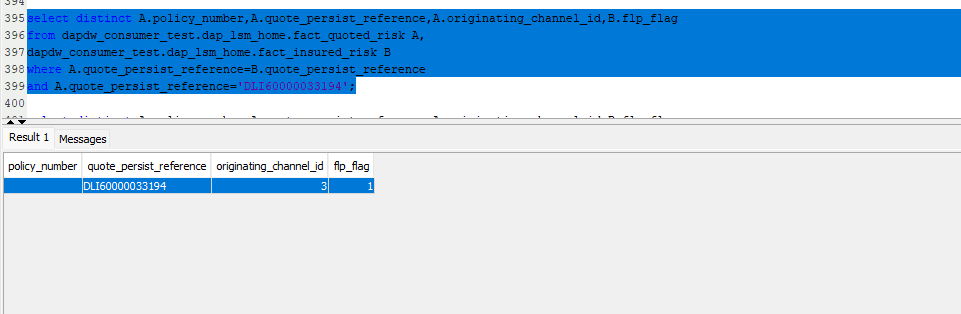 394
395 select distinct A.policy_number,A.quote_persist_reference,A.originating_channel_id,B.flp_flag
396 from dapdw_consumer_test.dap_lsm_home.fact_quoted_risk A,
397 dapdw_consumer_test.dap_lsm_home.fact_insured_risk B
398 where A.quote_persist_reference=B.quote_persist_reference
399 and A.quote_persist_reference='DLI60000033194';
400
Result 1 Messages
policy_number quote_persist_reference originating_channel_id flp_flag
DLI60000033194 3 1